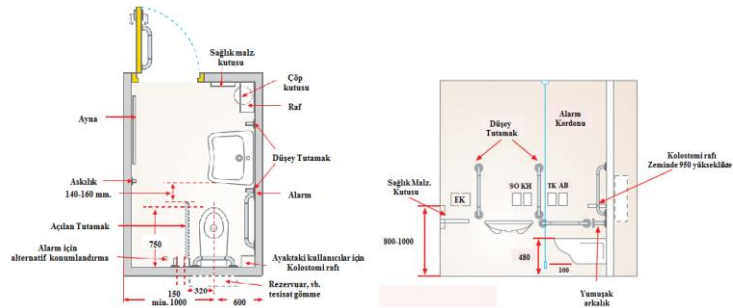 Sağlık malz.
kutusu
Çöp
kutusu
Raf
Ayna
Düşey Tutamak
Askılık
140-160 mm.
Alarm
Açılan Tutamak
750
Alarm için
alternatif konumlandırma
Ayaktaki kullanıcılar için
Kolostomi rafı
150
320
min. 1000
600
Rezervuar, vb.
tesisat gömme
Düşey
Tutamak
Alarm
Kordonu
Kolostomi rafı
Zeminde 950 yükseklikte
Sağlık Malz.
Kutusu
EK
SO KH
TK AB
800-1000
480
100
Yumuşak
arkalık